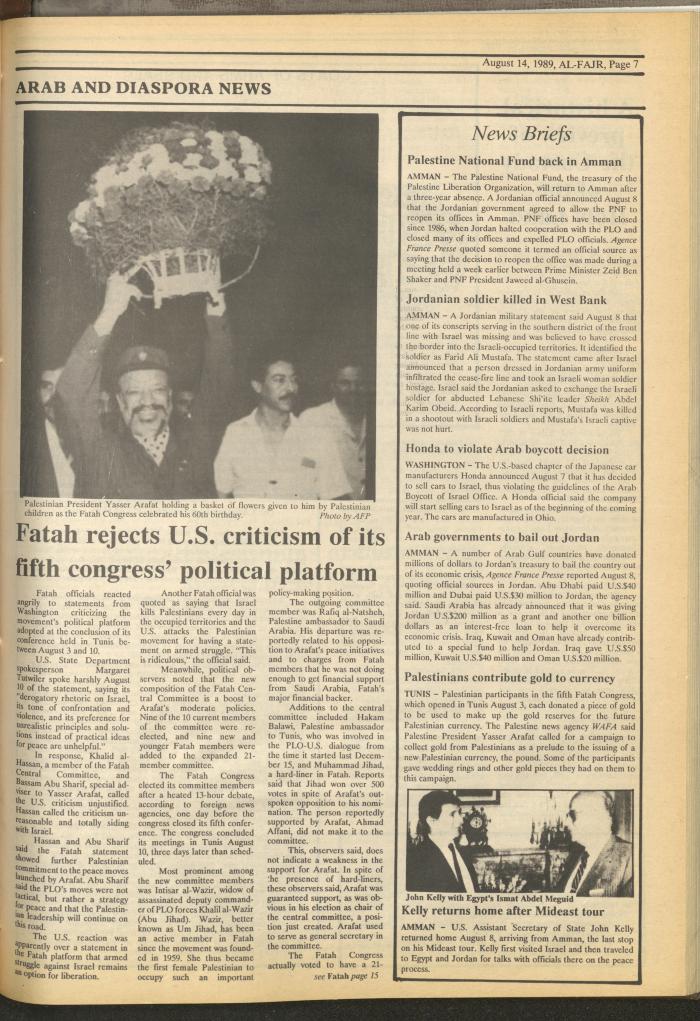 August 14, 1989, AL-FAJR, Page 7
ARAB AND DIASPORA NEWS
Palestinian President Yasser Arafat holding a basket of flowers given to him by Palestinian
children as the Fatah Congress celebrated his 60th birthday.
Photo by AFP
Fatah rejects U.S. criticism of its
fifth congress' political platform
Fatah officials reacted
angrily to statements from
Washington criticizing the
movement's political platform
adopted at the conclusion of its
conference held in Tunis be-
tween August 3 and 10.
U.S. State Department
spokesperson Margaret
Tutwiler spoke harshly August
10 of the statement, saying its
"derogatory rhetoric on Israel,
its tone of confrontation and
violence, and its preference for
unrealistic principles and solu-
tions instead of practical ideas
for peace are unhelpful."
In response, Khalid al-
Hassan, a member of the Fatah
Central Committee, and
Bassam Abu Sharif, special ad-
viser to Yasser Arafat, called
the U.S. criticism unjustified.
Hassan called the criticism un-
reasonable and totally siding
with Israel.
Hassan and Abu Sharif
said the Fatah statement
showed further Palestinian
commitment to the peace moves
launched by Arafat. Abu Sharif
said the PLO's moves were not
tactical, but rather a strategy
for peace and that the Palestin-
ian leadership will continue on
this road.
The U.S. reaction was
apparently over a statement in
the Fatah platform that armed
struggle against Israel remains
an option for liberation.
Another Fatah official was
quoted as saying that Israel
kills Palestinians every day in
the occupied territories and the
U.S. attacks the Palestinian
movement for having a state-
ment on armed struggle. "This
is ridiculous," the official said.
Meanwhile, political ob-
servers noted that the new
composition of the Fatah Cen-
tral Committee is a boost to
Arafat's moderate policies.
Nine of the 10 current members
of the committee were re-
elected, and nine new and
younger Fatah members were
added to the expanded 21-
member committee.
The Fatah Congress
elected its committee members
after a heated 13-hour debate,
according to foreign news
agencies, one day before the
congress closed its fifth confer-
ence. The congress concluded
its meetings in Tunis August
10, three days later than sched-
uled.
Most prominent among
the new committee members
was Intisar al-Wazir, widow of
assassinated deputy command-
er of PLO forces Khalil al-Wazir
(Abu Jihad). Wazir, better
known as Um Jihad, has been
an active member in Fatah
since the movement was found-
ed in 1959. She thus became
the first female Palestinian to
occupy such an important
policy-making position.
The outgoing committee
member was Rafiq al-Natsheh,
Palestine ambassador to Saudi
Arabia. His departure was re-
portedly related to his opposi-
tion to Arafat's peace initiatives
and to charges from Fatah
members that he was not doing
enough to get financial support
from Saudi Arabia, Fatah's
major financial backer.
Additions to the central
committee included Hakam
Balawi, Palestine ambassador
to Tunis, who was involved in
the PLO-U.S. dialogue from
the time it started last Decem-
ber 15, and Muhammad Jihad,
a hard-liner in Fatah. Reports
said that Jihad won over 500
votes in spite of Arafat's out-
spoken opposition to his nomi-
nation. The person reportedly
supported by Arafat, Ahmad
Affani, did not make it to the
committee.
This, observers said, does
not indicate a weakness in the
support for Arafat. In spite of
the presence of hard-liners,
these observers said, Arafat was
guaranteed support, as was ob-
vious in his election as chair of
the central committee, a posi-
tion just created. Arafat used
to serve as general secretary in
the committee.
The Fatah Congress
actually voted to have a 21-
see Fatah page 15
News Briefs
Palestine National Fund back in Amman
AMMAN – The Palestine National Fund, the treasury of the
Palestine Liberation Organization, will return to Amman after
a three-year absence. A Jordanian official announced August 8
that the Jordanian government agreed to allow the PNF to
reopen its offices in Amman. PNF offices have been closed
since 1986, when Jordan halted cooperation with the PLO and
closed many of its offices and expelled PLO officials. Agence
France Presse quoted someone it termed an official source as
saying that the decision to reopen the office was made during a
meeting held a week earlier between Prime Minister Zeid Ben
Shaker and PNF President Jaweed al-Ghusein.
Jordanian soldier killed in West Bank
AMMAN – A Jordanian military statement said August 8 that
one of its conscripts serving in the southern district of the front
line with Israel was missing and was believed to have crossed
the border into the Israeli-occupied territories. It identified the
soldier as Farid Ali Mustafa. The statement came after Israel
announced that a person dressed in Jordanian army uniform
infiltrated the cease-fire line and took an Israeli woman soldier
hostage. Israel said the Jordanian asked to exchange the Israeli
soldier for abducted Lebanese Shi'ite leader Sheikh Abdel
Karim Obeid. According to Israeli reports, Mustafa was killed
in a shootout with Israeli soldiers and Mustafa's Israeli captive
was not hurt.
Honda to violate Arab boycott decision
WASHINGTON – The U.S.-based chapter of the Japanese car
manufacturers Honda announced August 7 that it has decided
to sell cars to Israel, thus violating the guidelines of the Arab
Boycott of Israel Office. A Honda official said the company
will start selling cars to Israel as of the beginning of the coming
year. The cars are manufactured in Ohio.
Arab governments to bail out Jordan
AMMAN – A number of Arab Gulf countries have donated
millions of dollars to Jordan's treasury to bail the country out
of its economic crisis, Agence France Presse reported August 8,
quoting official sources in Jordan. Abu Dhabi paid U.S.$40
million and Dubai paid U.S.$30 million to Jordan, the agency
said. Saudi Arabia has already announced that it was giving
Jordan U.S.$200 million as a grant and another one billion
dollars as an interest-free loan to help it overcome its
economic crisis. Iraq, Kuwait and Oman have already contrib-
uted to a special fund to help Jordan. Iraq gave U.S.$50
million, Kuwait U.S.$40 million and Oman U.S.$20 million.
Palestinians contribute gold to currency
TUNIS – Palestinian participants in the fifth Fatah Congress,
which opened in Tunis August 3, each donated a piece of gold
to be used to make up the gold reserves for the future
Palestinian currency. The Palestine news agency WAFA said
Palestine President Yasser Arafat called for a campaign to
collect gold from Palestinians as a prelude to the issuing of a
new Palestinian currency, the pound. Some of the participants
gave wedding rings and other gold pieces they had on them to
this campaign.
John Kelly with Egypt's Ismat Abdel Meguid
Kelly returns home after Mideast tour
AMMAN – U.S. Assistant Secretary of State John Kelly
returned home August 8, arriving from Amman, the last stop
on his Mideast tour. Kelly first visited Israel and then traveled
to Egypt and Jordan for talks with officials there on the peace
process.